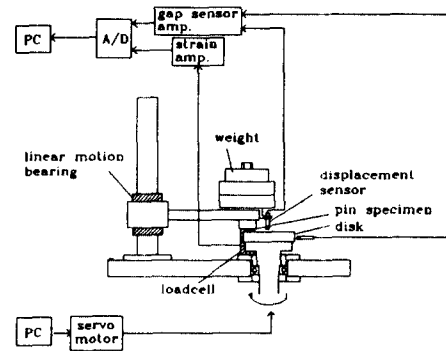 gap sensor
amp.
PC
A/D
strain
amp.
weight
linear motion
bearing
displacement
sensor
pin specimen
disk
loadcell
PC
servo
motor